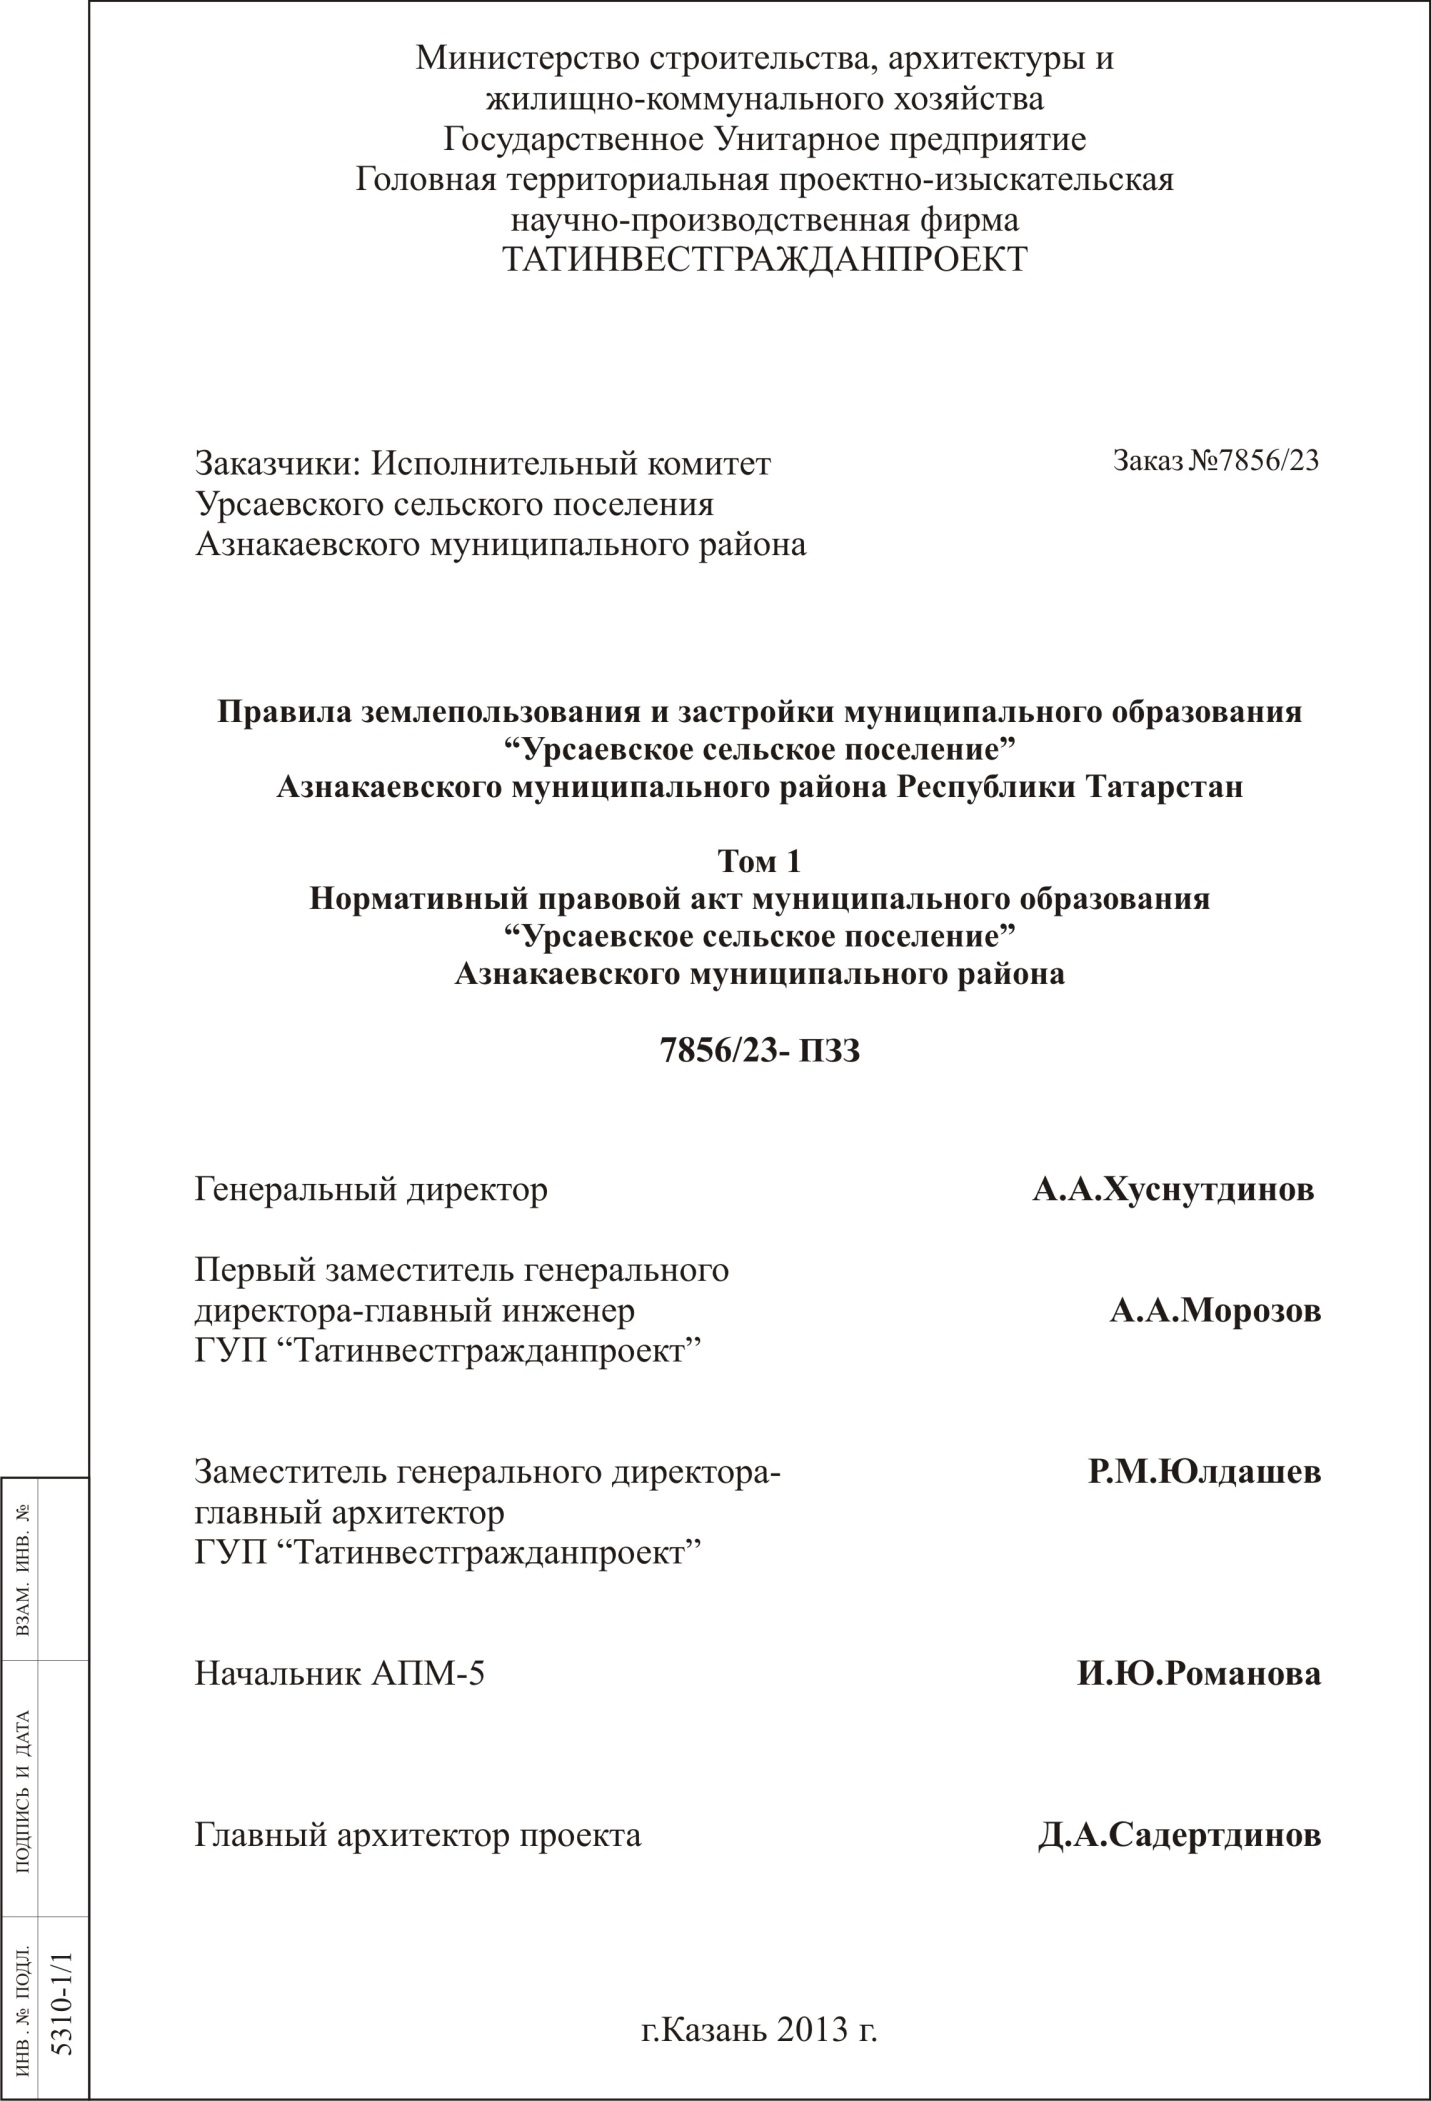 Министерство строительства, архитектуры и
жилищно-коммунального хозяйства
Государственное Унитарное предприятие
Головная территориальная проектно-изыскательская
научно-производственная фирма
ТАТИНВЕСТГРАЖДАНПРОЕКТ
Заказчики: Исполнительный комитет
Урсаевского сельского поселения
Азнакаевского муниципального района
Заказ №7856/23
Правила землепользования и застройки муниципального образования
“Урсаевское сельское поселение”
Азнакаевского муниципального района Республики Татарстан
Том 1
Нормативный правовой акт муниципального образования
“Урсаевское сельское поселение”
Азнакаевского муниципального района
7856/23- ПЗЗ
Генеральный директор А.А.Хуснутдинов
Первый заместитель генерального
директора-главный инженер А.А.Морозов
ГУП “Татинвестгражданпроект”
Заместитель генерального директора- Р.М.Юлдашев
главный архитектор
ГУП “Татинвестгражданпроект”
Начальник АПМ-5 И.Ю.Романова
Главный архитектор проекта Д.А.Садертдинов
г.Казань 2013 г.
ВЗАМ. ИНВ. №
ПОДПИСЬ И ДАТА
ИНВ. № ПОДЛ.
5310-1/1